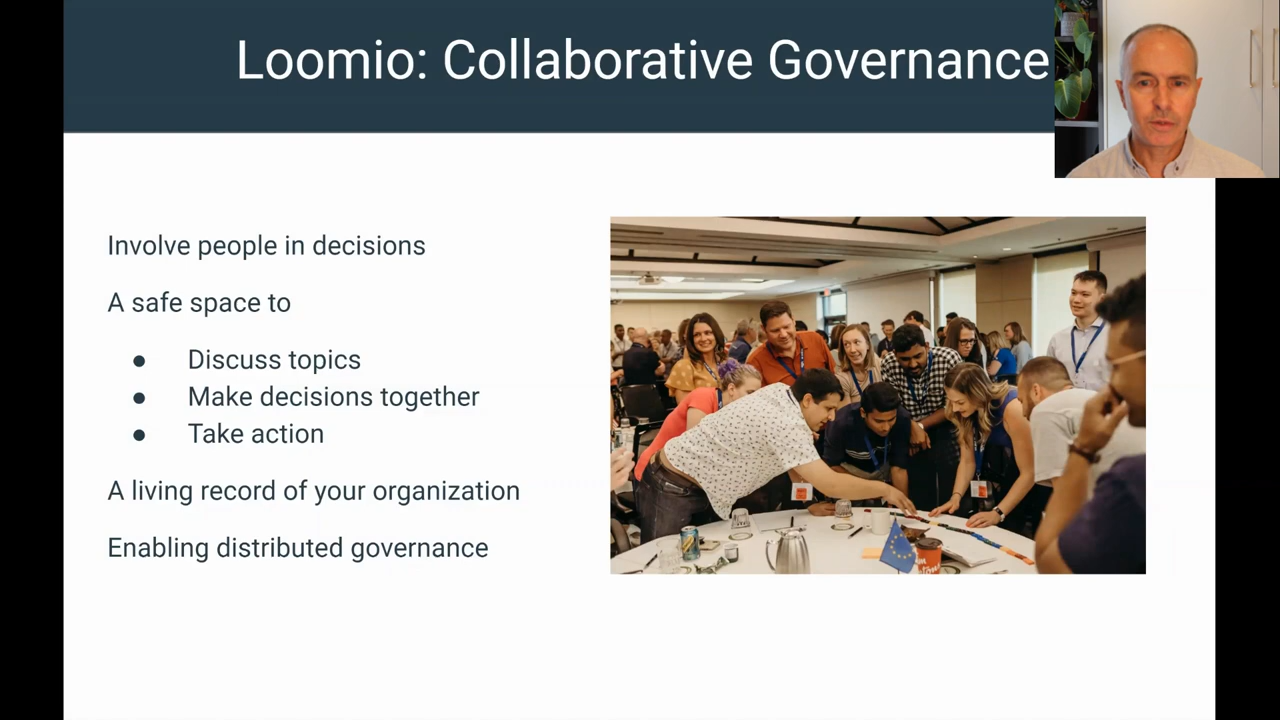 Loomio: Collaborative Governance
Involve people in decisions
A safe space to
● Discuss topics
● Make decisions together
● Take action
A living record of your organization
Enabling distributed governance